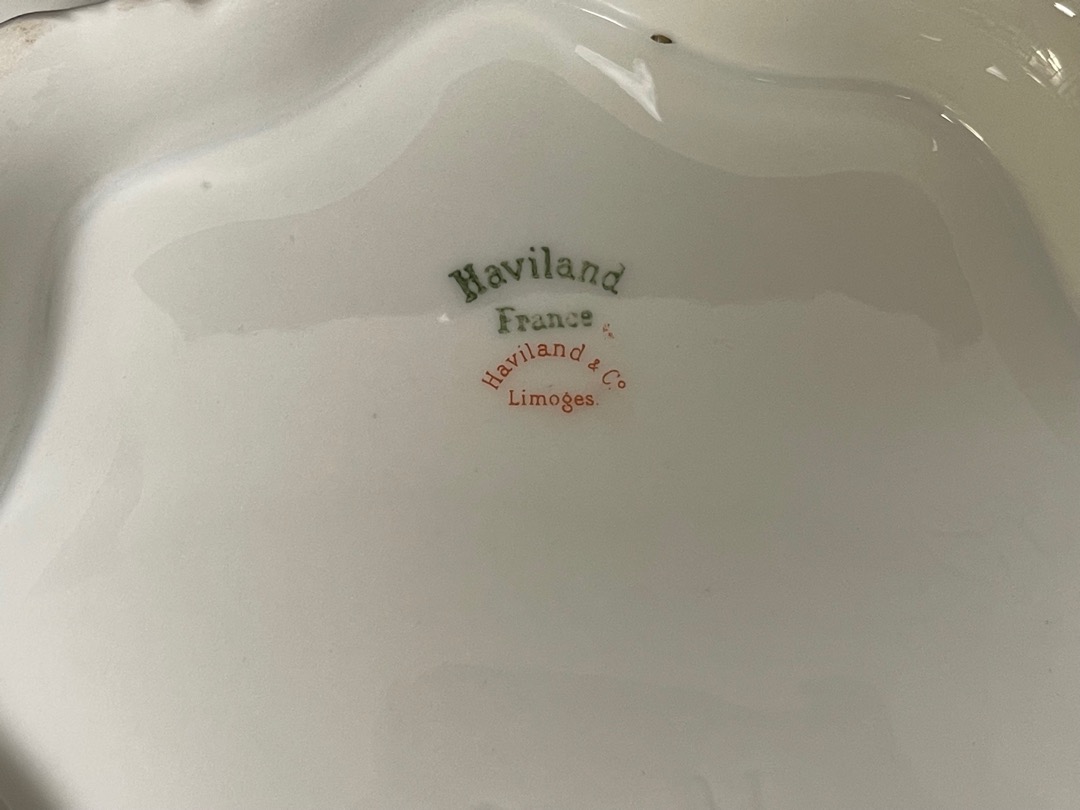 Haviland
France
Haviland & Co
Limoges.